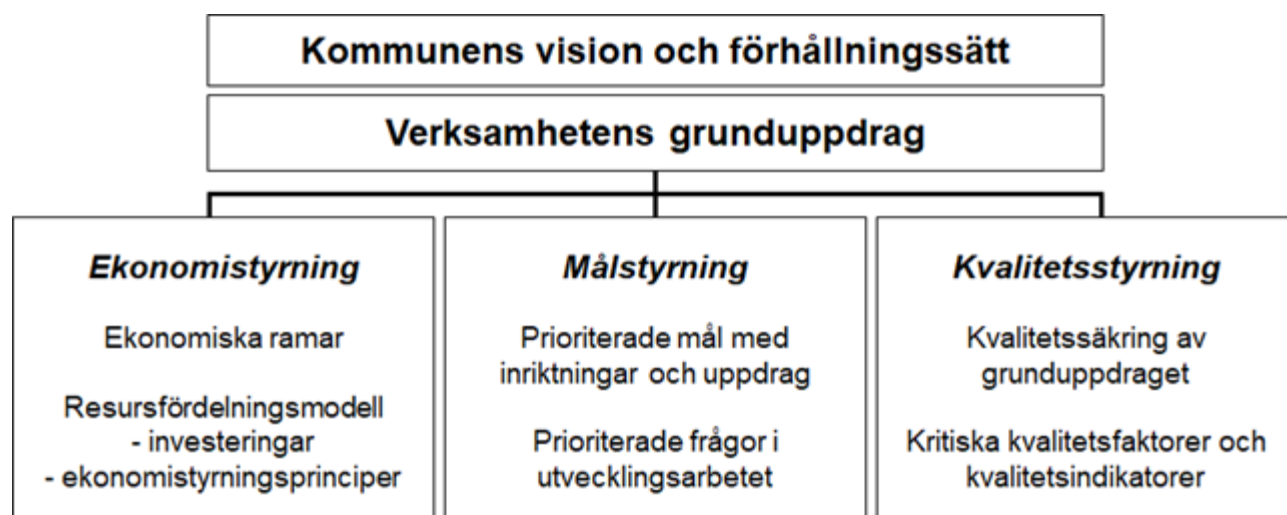 Kommunens vision och förhållningssätt
Verksamhetens grunduppdrag
Ekonomistyrning
Ekonomiska ramar
Resursfördelningsmodell
- investeringar
- ekonomistyrningsprinciper
Målstyrning
Prioriterade mål med
inriktningar och uppdrag
Prioriterade frågor i
utvecklingsarbetet
Kvalitetsstyrning
Kvalitetssäkring av
grunduppdraget
Kritiska kvalitetsfaktorer och
kvalitetsindikatorer